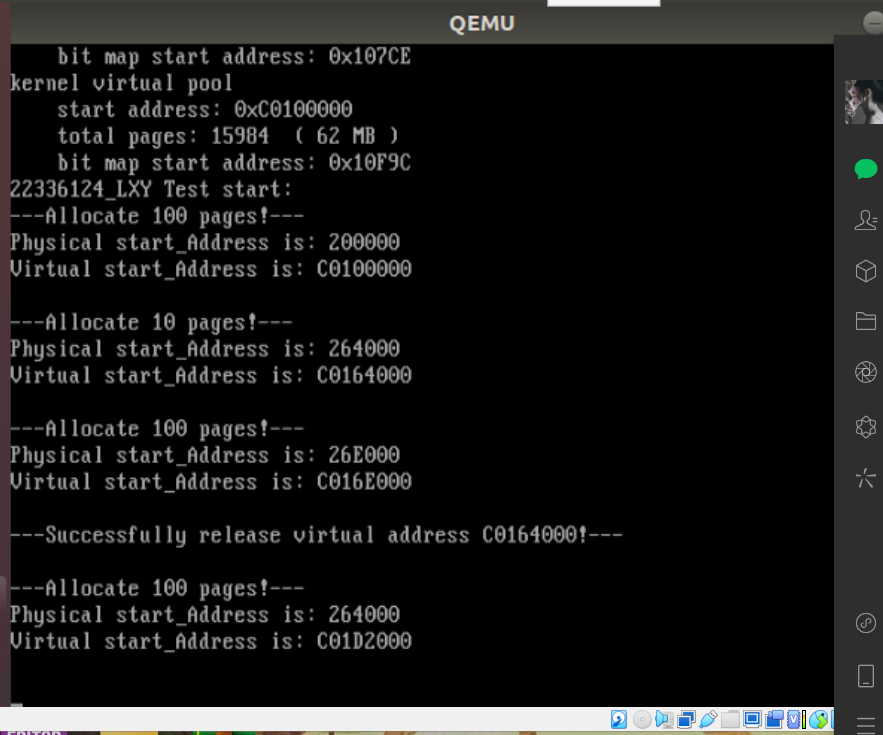 QEMU
bit map start address: 0x107CE
kernel virtual pool
start address: 0xC0100000
total pages: 15984 ( 62 MB )
bit map start address: 0x10F9C
22336124_LXY Test start:
---Allocate 100 pages!---
Physical start_Address is: 200000
Virtual start_Address is: C0100000
---Allocate 10 pages!---
Physical start_Address is: 264000
Virtual start_Address is: C0164000
---Allocate 100 pages!---
Physical start_Address is: 26E000
Virtual start_Address is: C016E000
---Successfully release virtual address C0164000!---
---Allocate 100 pages!---
Physical start_Address is: 264000
Virtual start_Address is: C01D2000